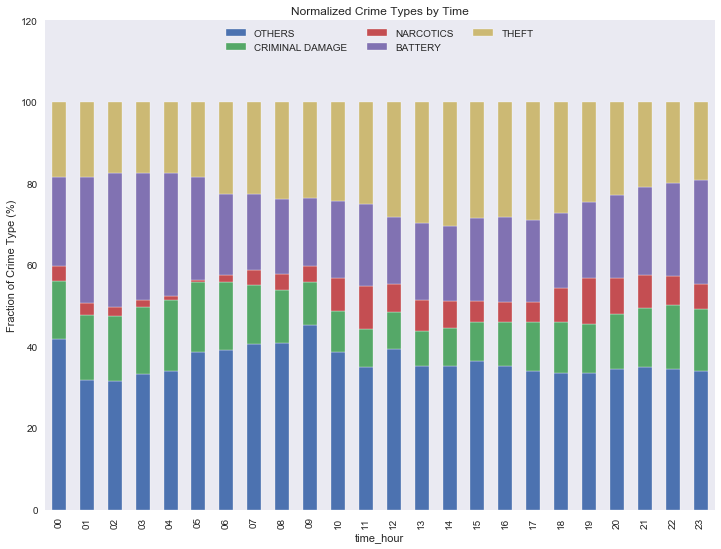 Normalized Crime Types by Time
OTHERS NARCOTICS THEFT
CRIMINAL DAMAGE BATTERY
120
100
80
60
40
20
0
Fraction of Crime Type (%)
00 01 02 03 04 05 06 07 08 09 10 11 12 13 14 15 16 17 18 19 20 21 22 23
time_hour